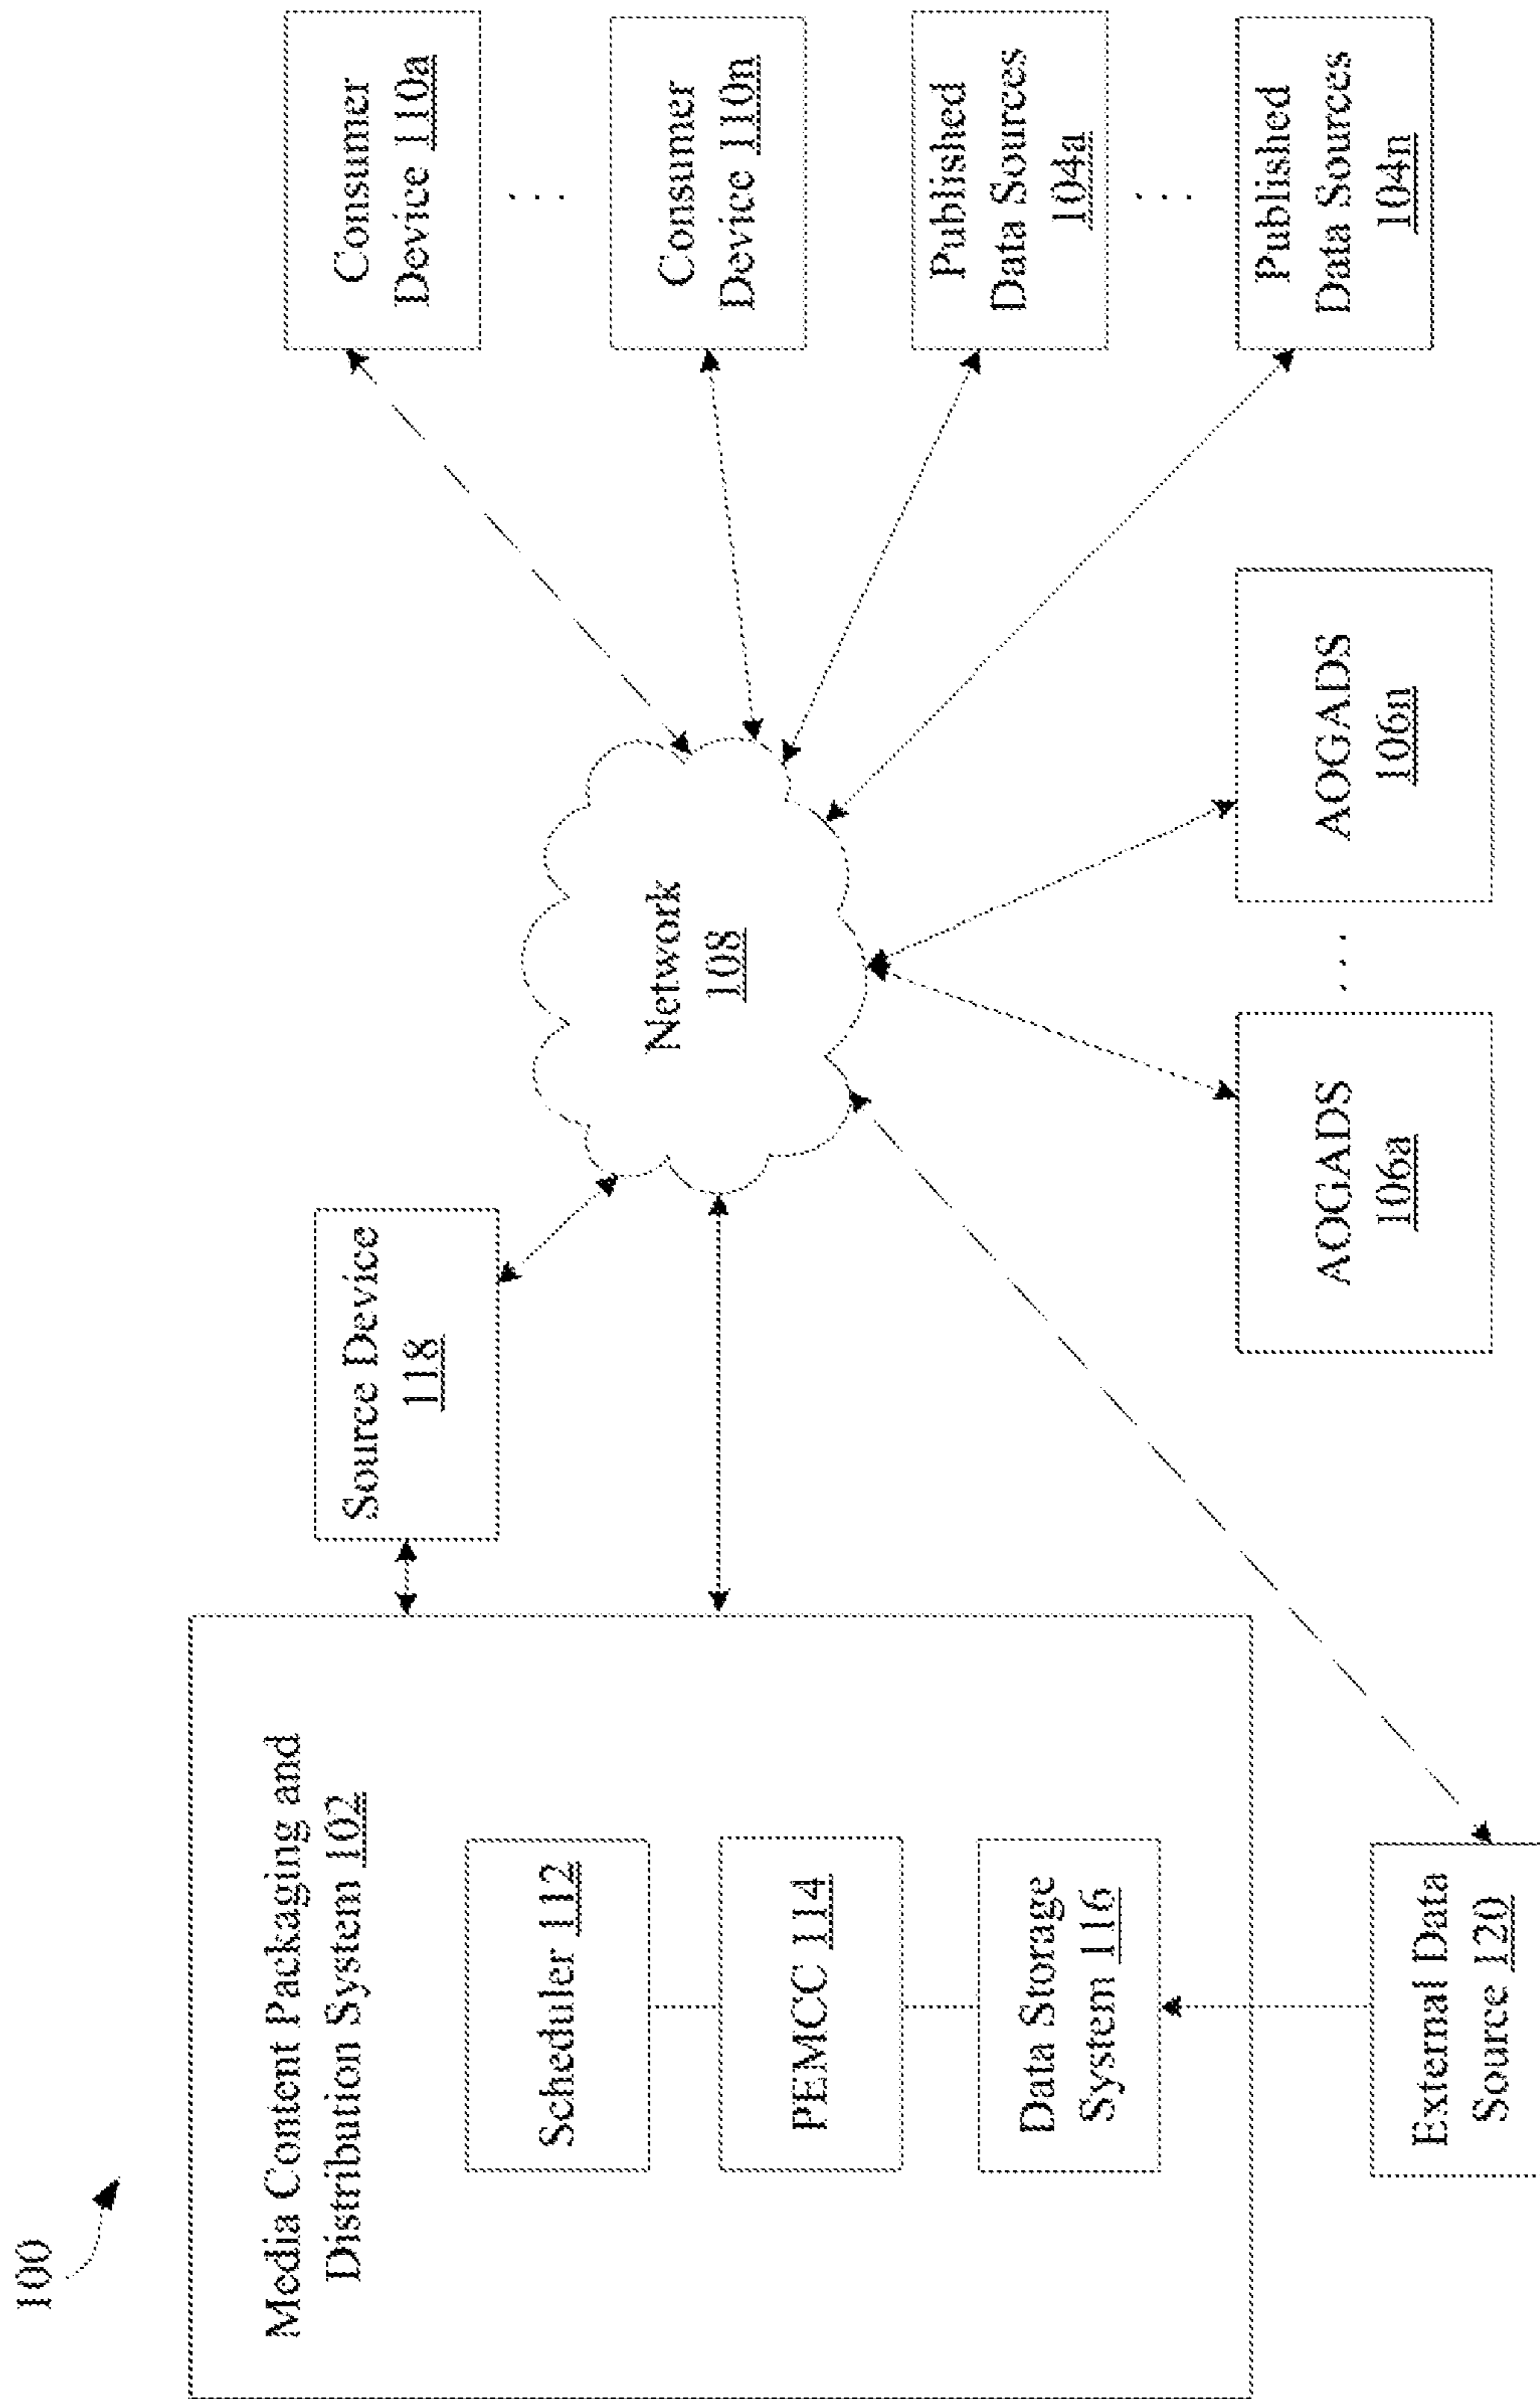 100
Media Content Packaging and
Distribution System 102
Scheduler 112
PEMCC 114
Data Storage
System 116
External Data
Source 120
Source Device
118
Network
108
AOGADS
106a
. . .
AOGADS
106n
Consumer
Device 110a
. . .
Consumer
Device 110n
Published
Data Sources
104a
. . .
Published
Data Sources
104n